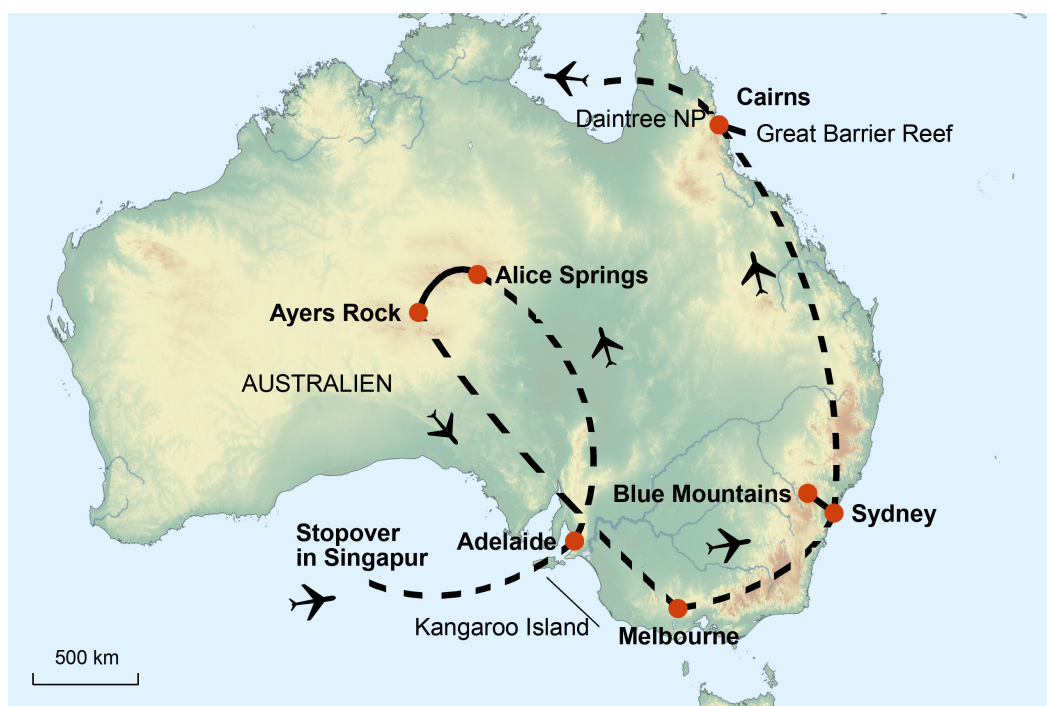 Cairns
Daintree NP
Great Barrier Reef
Alice Springs
Ayers Rock
AUSTRALIEN
Blue Mountains
Sydney
Stopover
in Singapur
Adelaide
Kangaroo Island
Melbourne
500 km